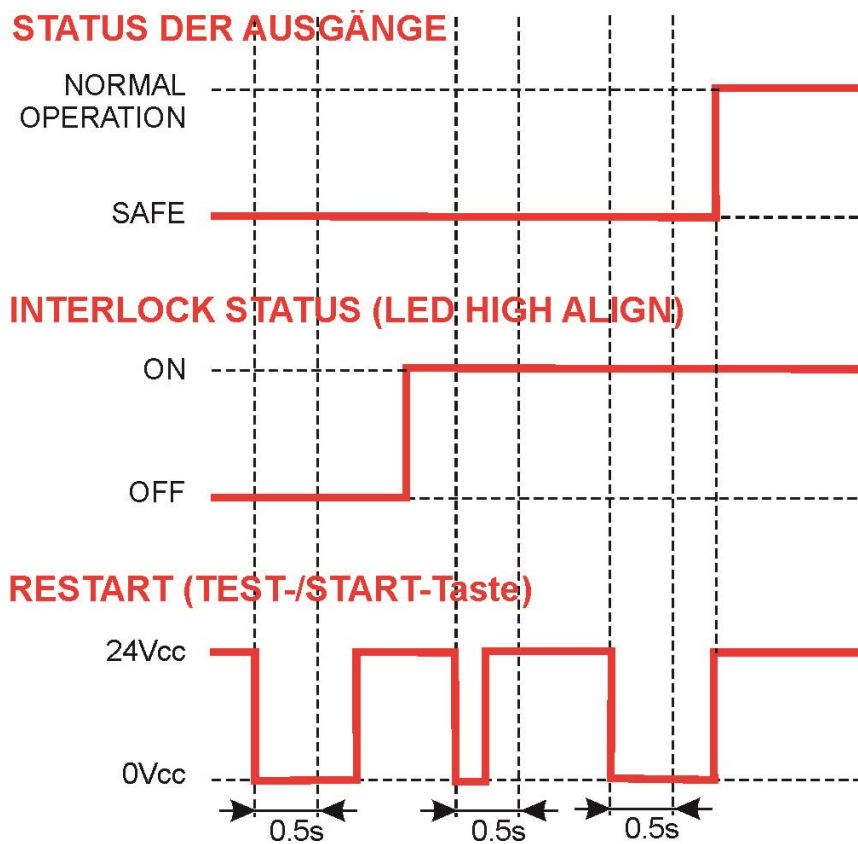 STATUS DER AUSGÄNGE
NORMAL
OPERATION
SAFE
INTERLOCK STATUS (LED HIGH ALIGN)
ON
OFF
RESTART (TEST-/START-Taste)
24Vcc
0Vcc
0.5s 0.5s 0.5s